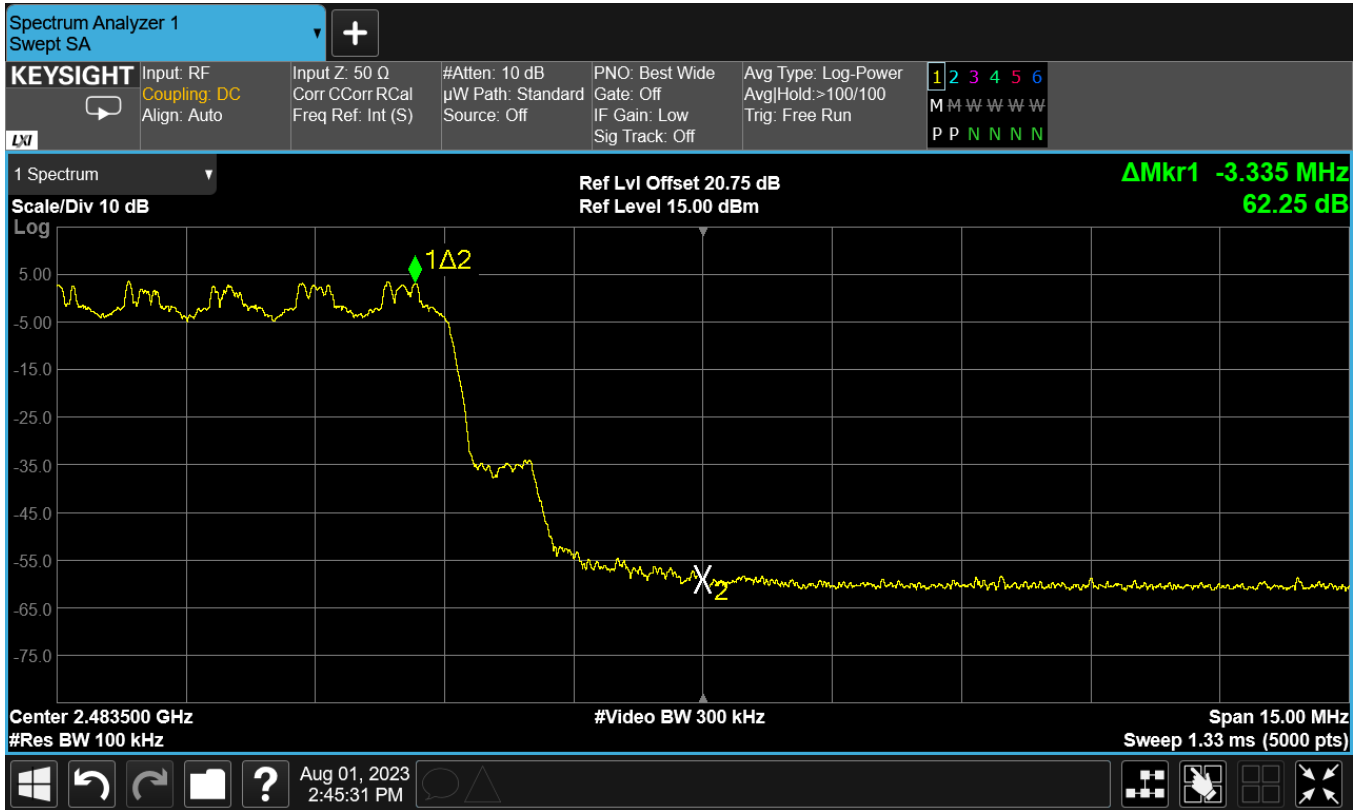 Spectrum Analyzer 1
Swept SA
KEYSIGHT
LXI
Input: RF
Coupling: DC
Align: Auto
Input Z: 50 Ω
Corr CCorr RCal
Freq Ref: Int (S)
#Atten: 10 dB
µW Path: Standard
Source: Off
PNO: Best Wide
Gate: Off
IF Gain: Low
Sig Track: Off
Avg Type: Log-Power
Avg|Hold:>100/100
Trig: Free Run
1 2 3 4 5 6
M M W W W W
P P N N N N
1 Spectrum
Scale/Div 10 dB
Log
Ref Lvl Offset 20.75 dB
Ref Level 15.00 dBm
ΔMkr1 -3.335 MHz
62.25 dB
1Δ2
5.00
-5.00
-15.0
-25.0
-35.0
-45.0
-55.0
-65.0
-75.0
X2
Center 2.483500 GHz
#Res BW 100 kHz
#Video BW 300 kHz
Span 15.00 MHz
Sweep 1.33 ms (5000 pts)
?
Aug 01, 2023
2:45:31 PM